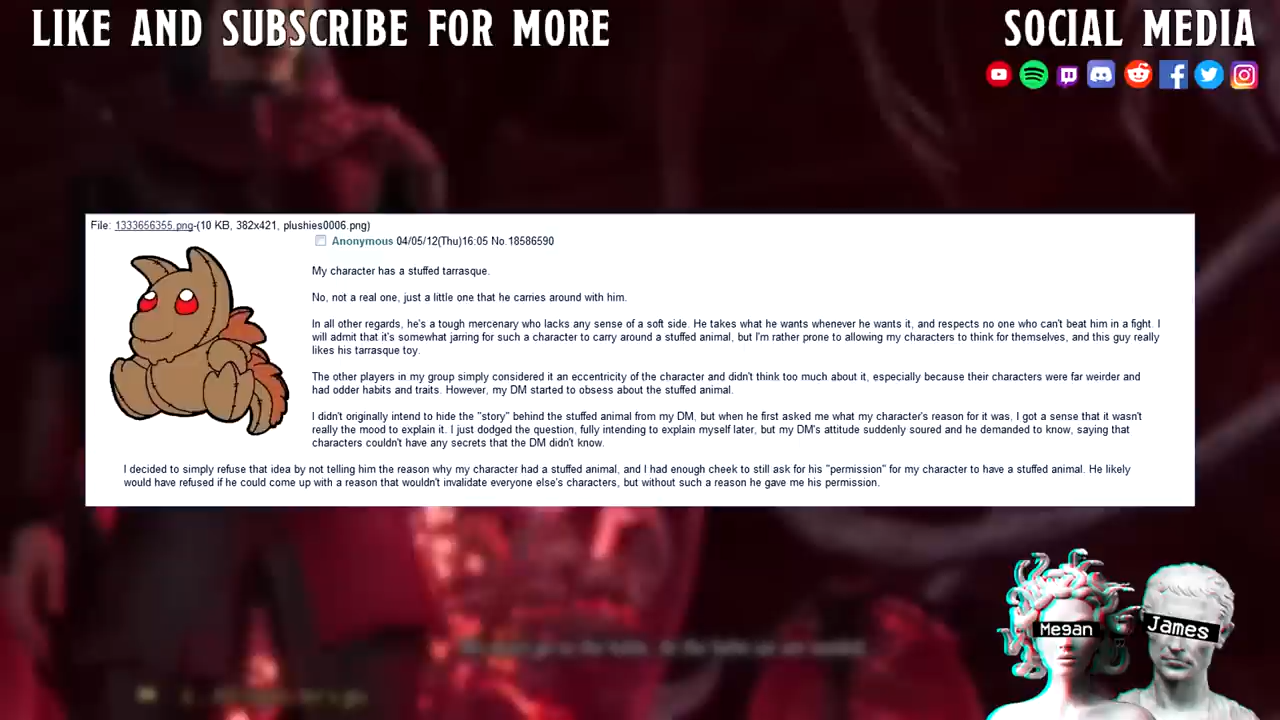 LIKE AND SUBSCRIBE FOR MORE
SOCIAL MEDIA
File: 1333656355.png-(10 KB, 382x421, plushies0006.png)
Anonymous 04/05/12(Thu)16:05 No.18586590
My character has a stuffed tarrasque.
No, not a real one, just a little one that he carries around with him.
In all other regards, he's a tough mercenary who lacks any sense of a soft side. He takes what he wants whenever he wants it, and respects no one who can't beat him in a fight. I
will admit that it's somewhat jarring for such a character to carry around a stuffed animal, but I'm rather prone to allowing my characters to think for themselves, and this guy really
likes his tarrasque toy.
The other players in my group simply considered it an eccentricity of the character and didn't think too much about it, especially because their characters were far weirder and
had odder habits and traits. However, my DM started to obsess about the stuffed animal.
I didn't originally intend to hide the "story" behind the stuffed animal from my DM, but when he first asked me what my character's reason for it was, I got a sense that it wasn't
really the mood to explain it. I just dodged the question, fully intending to explain myself later, but my DM's attitude suddenly soured and he demanded to know, saying that
characters couldn't have any secrets that the DM didn't know.
I decided to simply refuse that idea by not telling him the reason why my character had a stuffed animal, and I had enough cheek to still ask for his "permission" for my character to have a stuffed animal. He likely
would have refused if he could come up with a reason that wouldn't invalidate everyone else's characters, but without such a reason he gave me his permission.
Megan
James